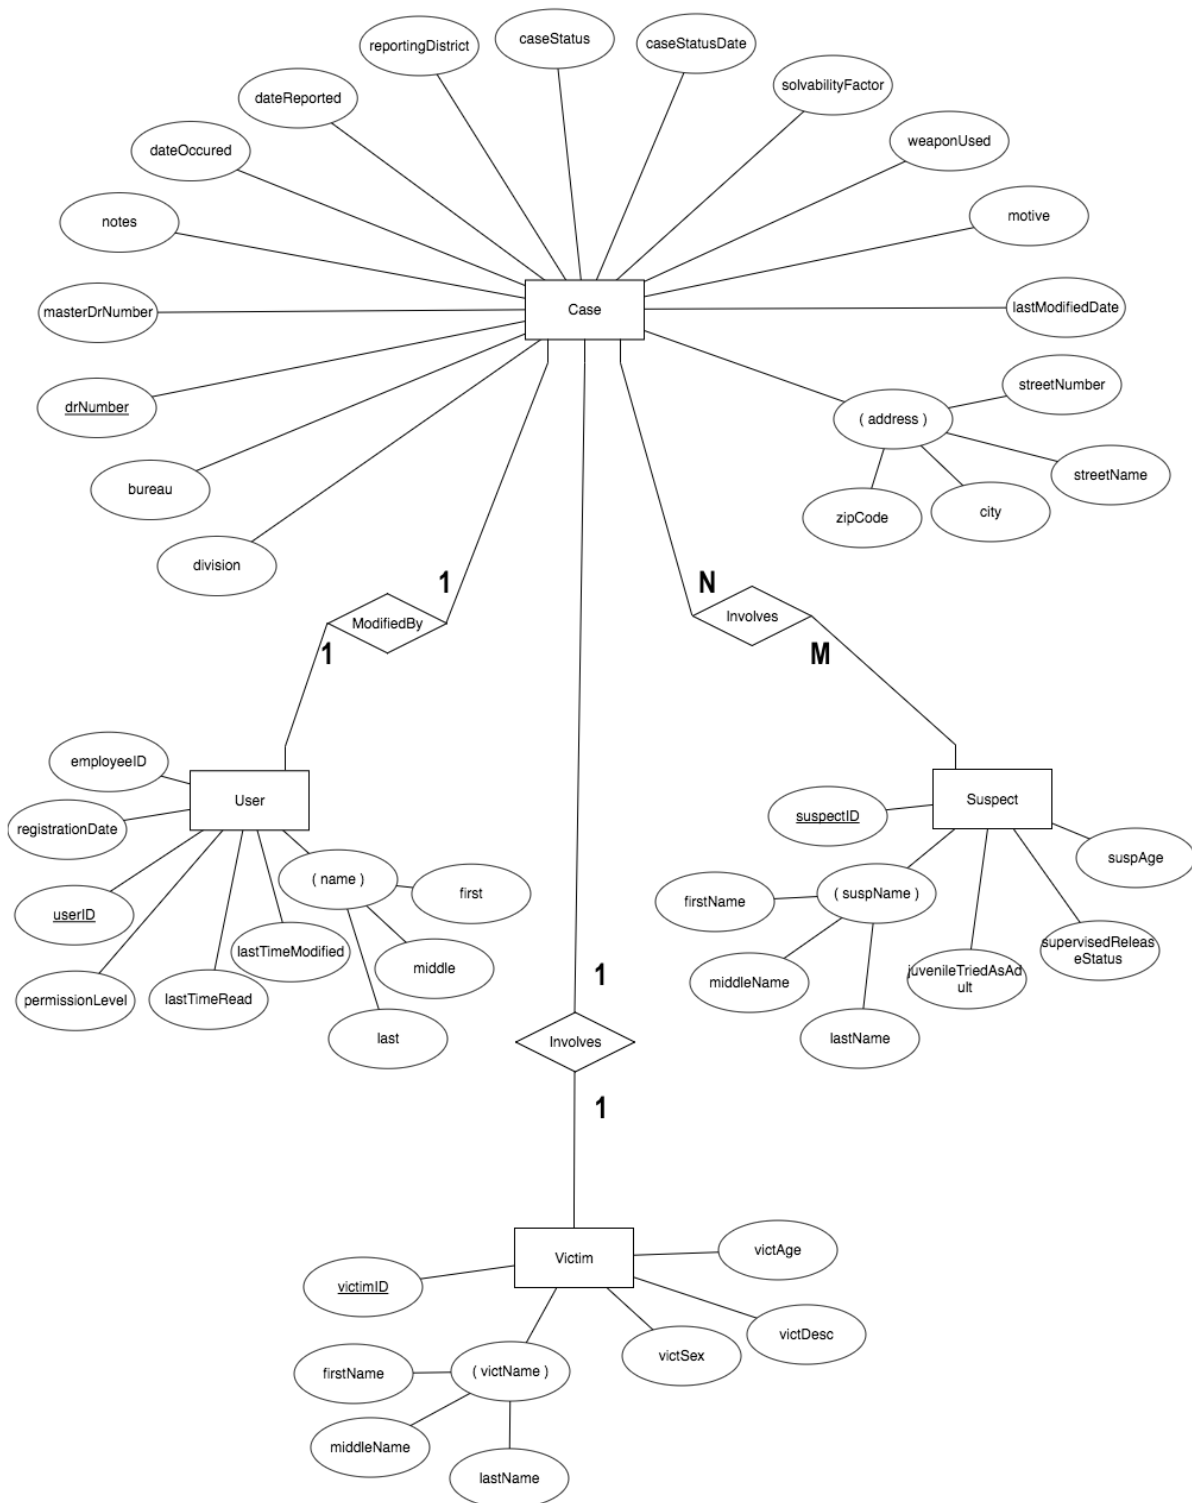 caseStatus
caseStatusDate
reportingDistrict
solvabilityFactor
dateReported
weaponUsed
dateOccured
motive
notes
Case
lastModifiedDate
masterDrNumber
streetNumber
drNumber
( address )
streetName
bureau
zipCode
city
division
1
N
ModifiedBy
Involves
1
M
employeeID
User
Suspect
registrationDate
suspectID
suspAge
( name )
first
( suspName )
firstName
userID
lastTimeModified
supervisedReleas
eStatus
middle
middleName
juvenileTriedAsAd
ult
permissionLevel
lastTimeRead
last
lastName
1
Involves
1
Victim
victAge
victimID
victDesc
victSex
firstName
( victName )
middleName
lastName